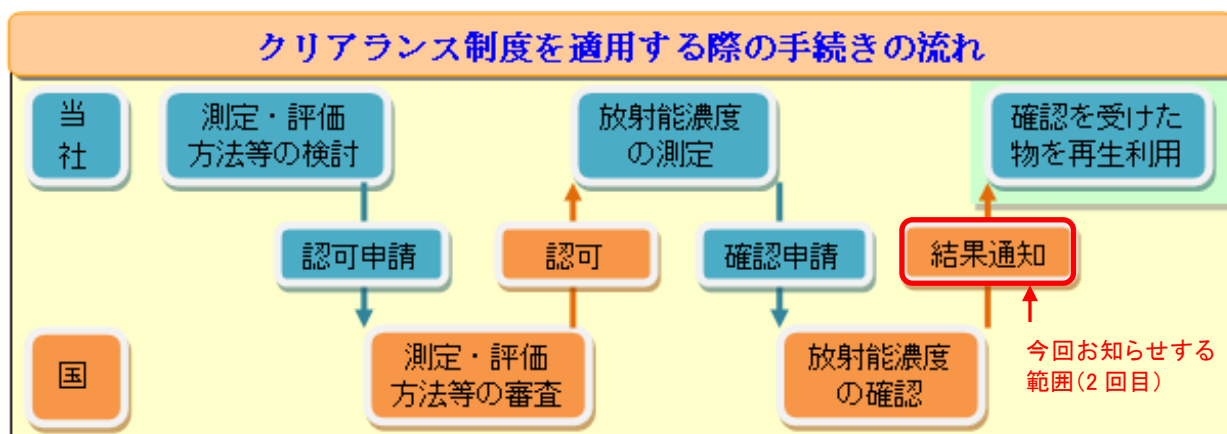 クリアランス制度を適用する際の手続きの流れ
当
社
測定・評価
方法等の検討
放射能濃度
の測定
確認を受けた
物を再生利用
認可申請
認可
確認申請
結果通知
国
測定・評価
方法等の審査
放射能濃度
の確認
今回お知らせする
範囲(2回目)